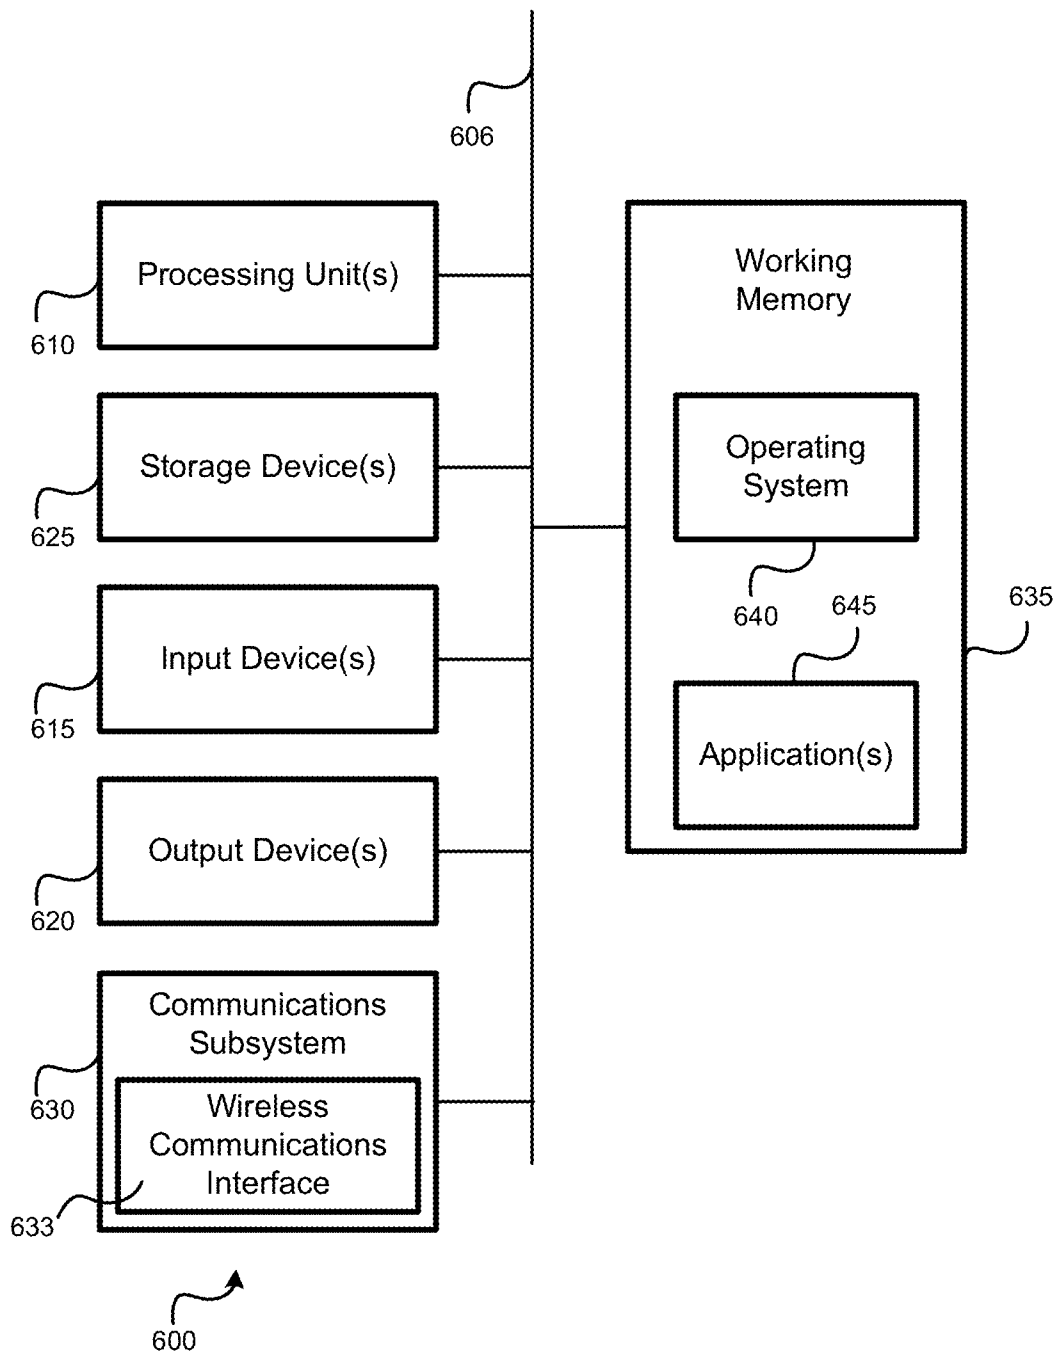 606
Processing Unit(s)
610
Storage Device(s)
625
Input Device(s)
615
Output Device(s)
620
Communications
Subsystem
630
Wireless
Communications
Interface
633
600
Working
Memory
Operating
System
640
645
635
Application(s)